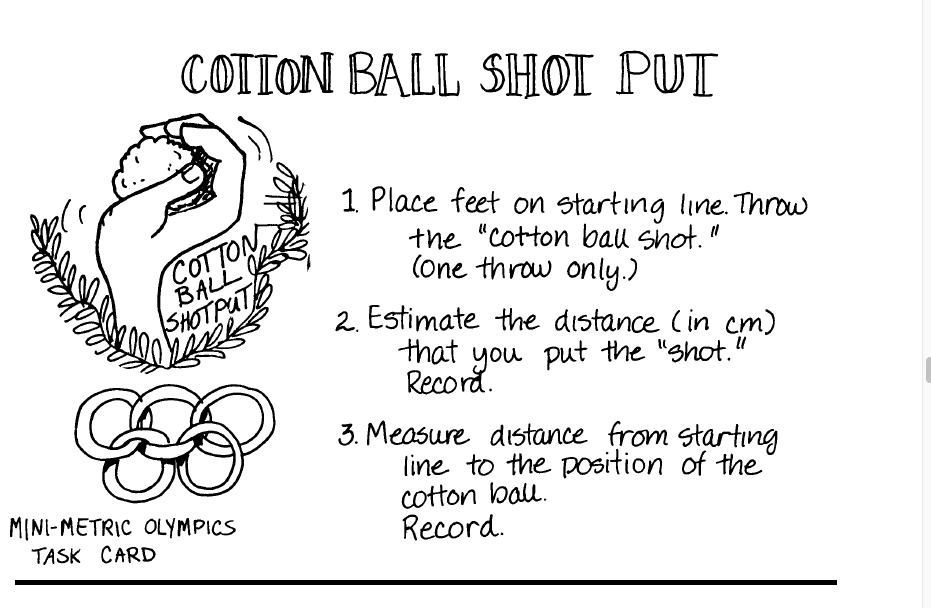 COTTON BALL SHOT PUT
COTTON
BALL
SHOTPUT
1. Place feet on starting line. Throw
the "cotton ball shot."
(One throw only.)
2. Estimate the distance (in cm)
that you put the "shot."
Record.
3. Measure distance from starting
line to the position of the
cotton ball.
Record.
MINI-METRIC OLYMPICS
TASK CARD